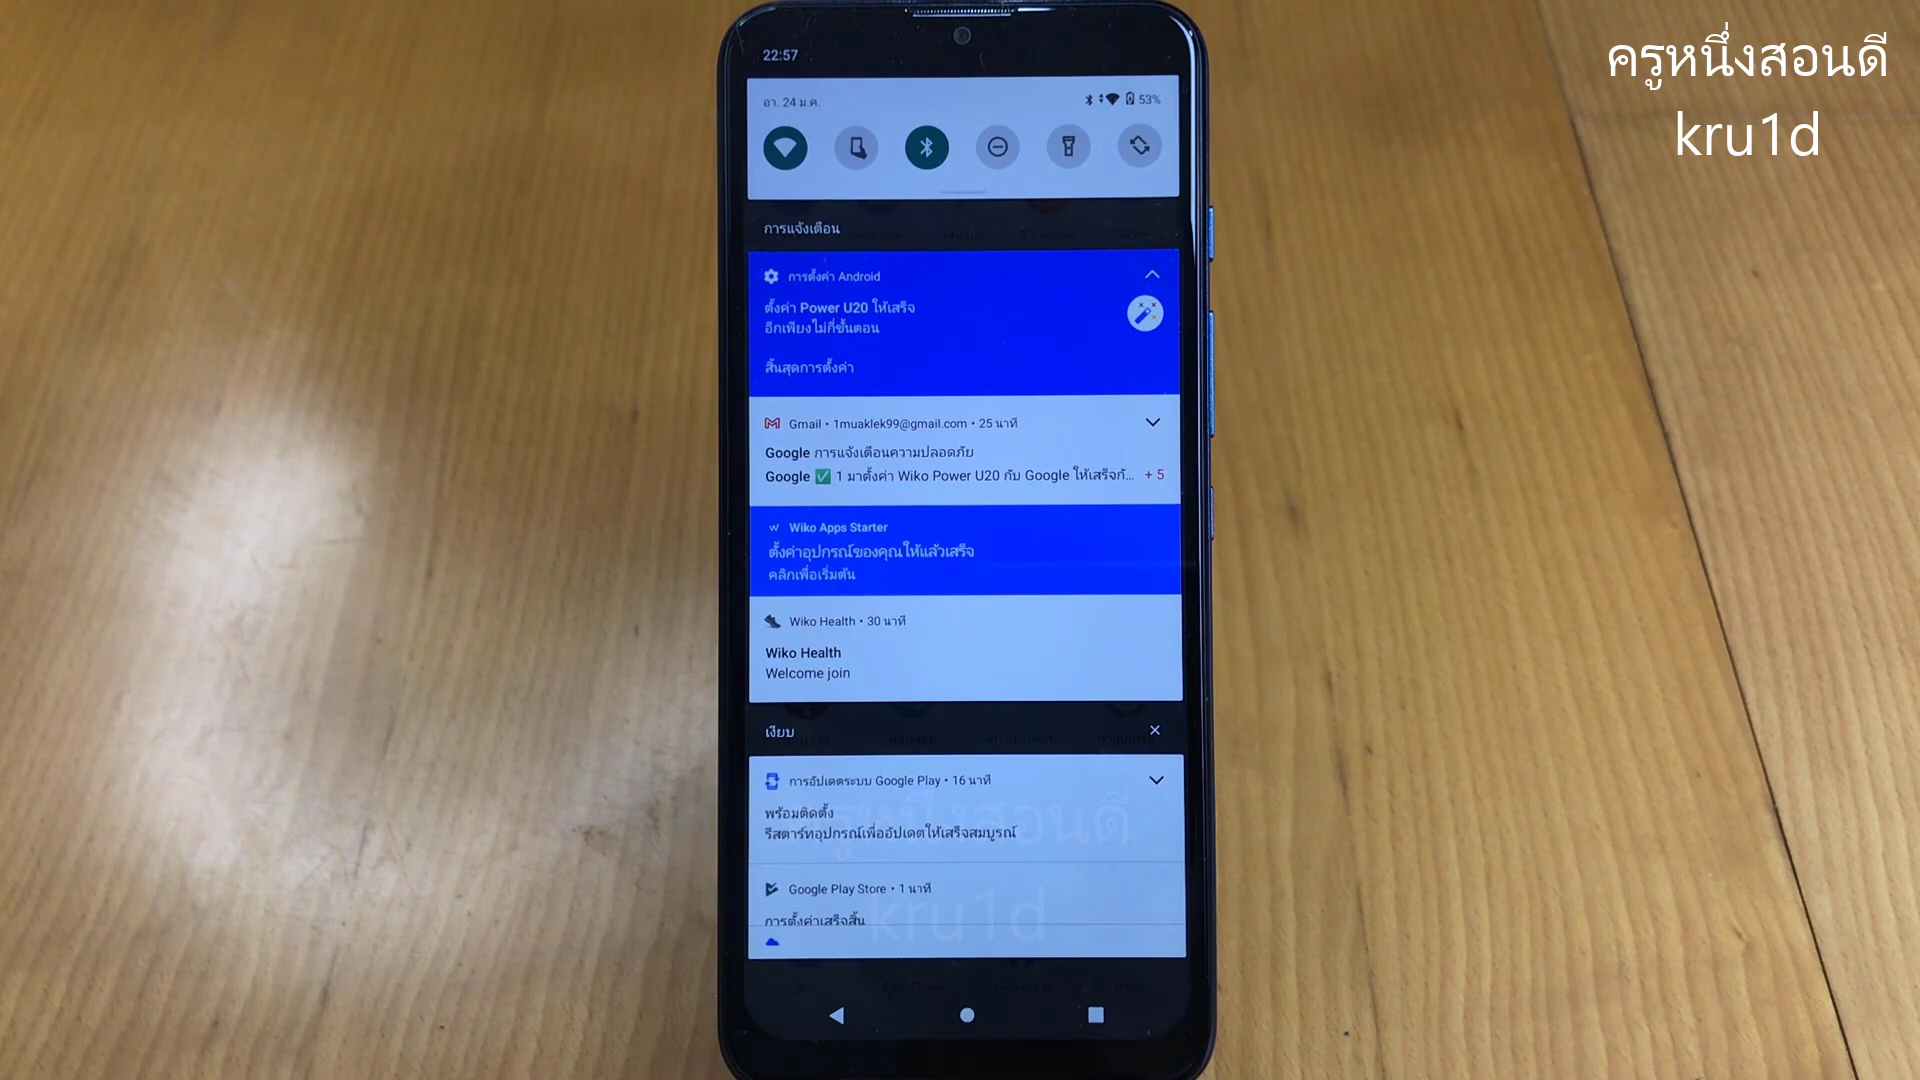 ครูหนึ่งสอนดี
kru1d
22:57
อา. 24 ม.ค.
53%
การแจ้งเตือน
การตั้งค่า Android
ตั้งค่า Power U20 ให้เสร็จ
อีกเพียงไม่กี่ขั้นตอน
สิ้นสุดการตั้งค่า
Gmail • 1muaklek99@gmail.com • 25 นาที
Google การแจ้งเตือนความปลอดภัย
Google ✅ 1 มาตั้งค่า Wiko Power U20 กับ Google ให้เสร็จกั... + 5
Wiko Apps Starter
ตั้งค่าอุปกรณ์ของคุณให้แล้วเสร็จ
คลิกเพื่อเริ่มต้น
Wiko Health • 30 นาที
Wiko Health
Welcome join
เงียบ
การอัปเดตระบบ Google Play • 16 นาที
พร้อมติดตั้ง
รีสตาร์ทอุปกรณ์เพื่ออัปเดตให้เสร็จสมบูรณ์
ครูหนึ่งสอนดี
Google Play Store • 1 นาที
การตั้งค่าเสร็จสิ้น
kru1d